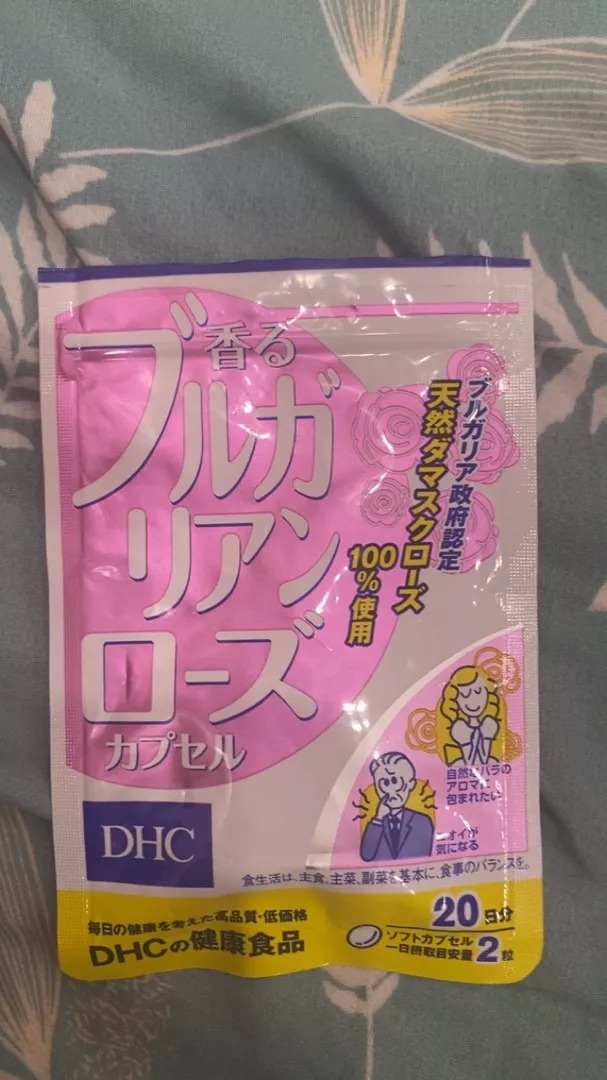 香る
ブルガ
リアン
ローズ
カプセル
ブルガリア政府認定
天然ダマスクローズ
100%使用
自然なバラの
アロマに
包まれたい
ニオイが
気になる
DHC
食生活は、主食、主菜、副菜を基本に、食事のバランスを。
毎日の健康を考えた高品質・低価格
DHCの健康食品
20日分
ソフトカプセル
一日摂取目安量2粒